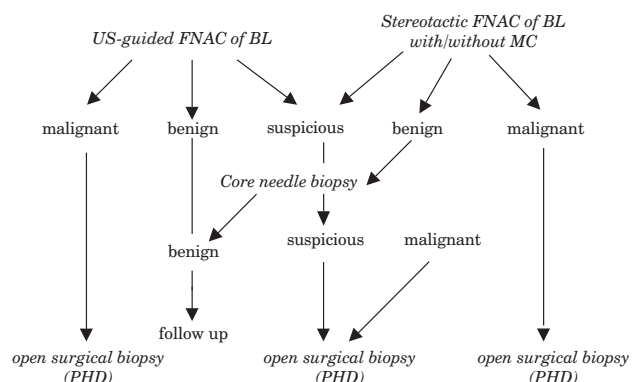 US-guided FNAC of BL
Stereotactic FNAC of BL
with/without MC
malignant
benign
suspicious
benign
malignant
Core needle biopsy
benign
suspicious
malignant
follow up
open surgical biopsy
(PHD)
open surgical biopsy
(PHD)
open surgical biopsy
(PHD)